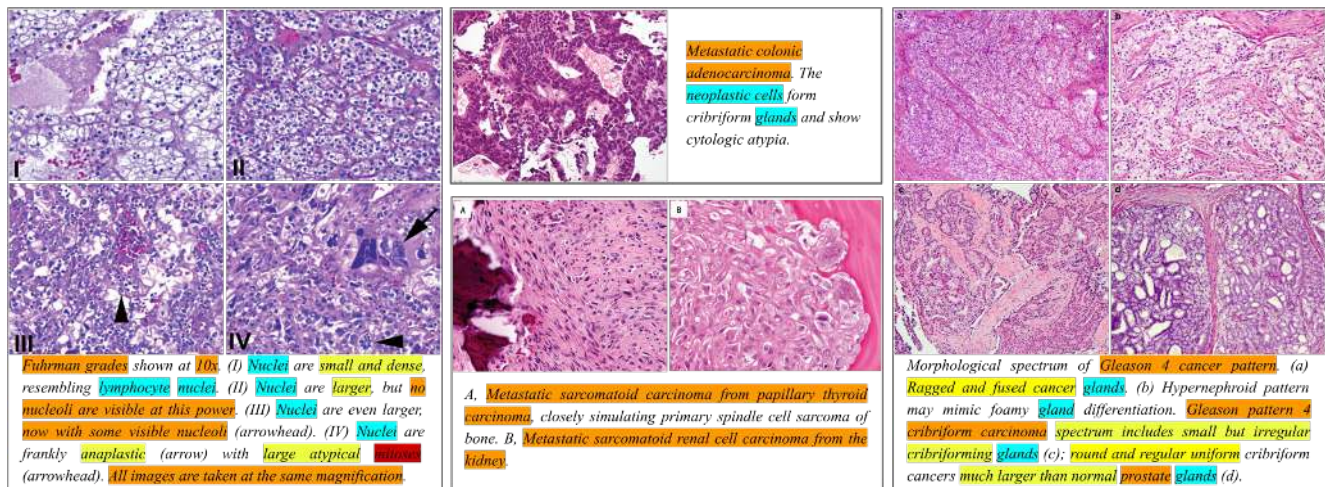 I
II
III
IV
Fuhrman grades shown at 10x. (I) Nuclei are small and dense,
resembling lymphocyte nuclei. (II) Nuclei are larger, but no
nucleoli are visible at this power. (III) Nuclei are even larger,
now with some visible nucleoli (arrowhead). (IV) Nuclei are
frankly anaplastic (arrow) with large atypical mitoses
(arrowhead). All images are taken at the same magnification.
Metastatic colonic
adenocarcinoma. The
neoplastic cells form
cribriform glands and show
cytologic atypia.
A
B
A, Metastatic sarcomatoid carcinoma from papillary thyroid
carcinoma, closely simulating primary spindle cell sarcoma of
bone. B, Metastatic sarcomatoid renal cell carcinoma from the
kidney.
a
b
c
d
Morphological spectrum of Gleason 4 cancer pattern. (a)
Ragged and fused cancer glands. (b) Hypernephroid pattern
may mimic foamy gland differentiation. Gleason pattern 4
cribriform carcinoma spectrum includes small but irregular
cribriforming glands (c); round and regular uniform cribriform
cancers much larger than normal prostate glands (d).